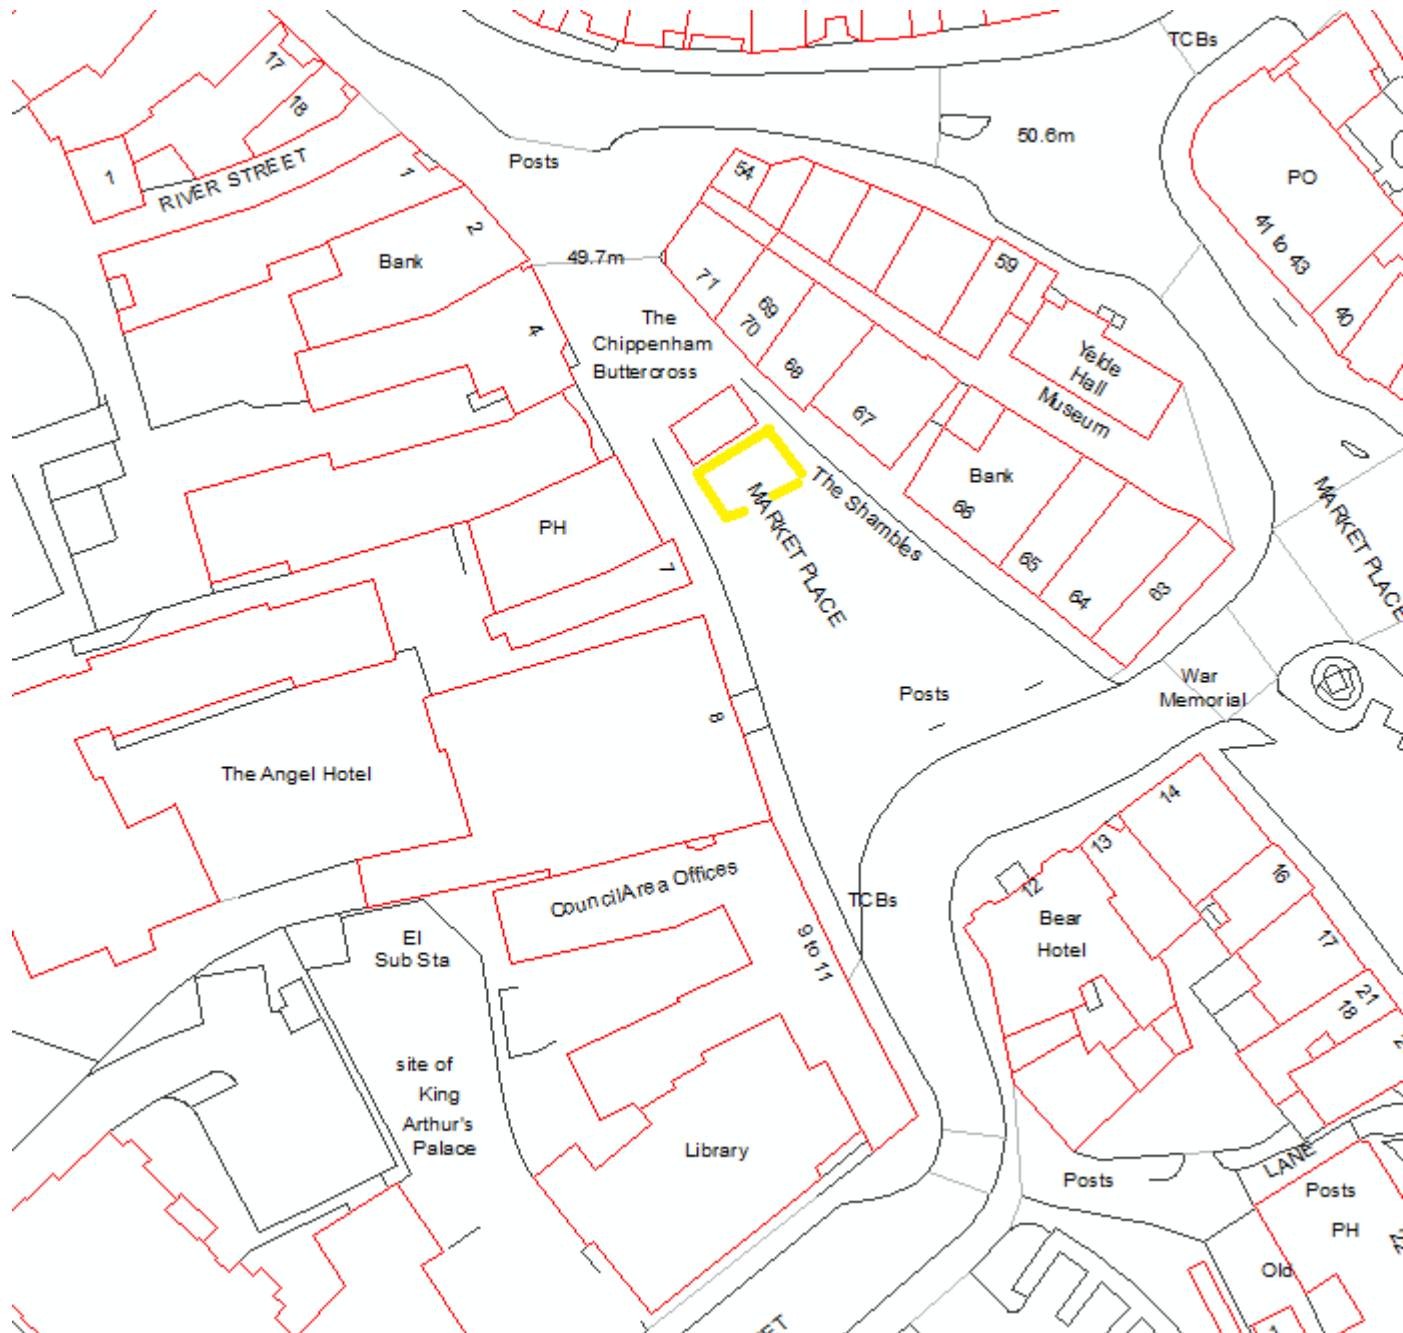 TCBs
17
18
50.6m
Posts
54
PO
1
RIVER STREET
1
2
41 to 43
49.7m
Bank
59
71
69
70
40
The
Chippenham
Buttercross
4
68
Yelde
Hall
Museum
67
Bank
66
The Shambles
MARKET PLACE
MARKET PLACE
PH
7
65
64
63
War
Memorial
Posts
8
The Angel Hotel
14
13
12
16
Council Area Offices
TCBs
Bear
Hotel
9 to 11
17
El
Sub Sta
21
18
site of
King
Arthur's
Palace
Library
LANE
Posts
Posts
PH
Old